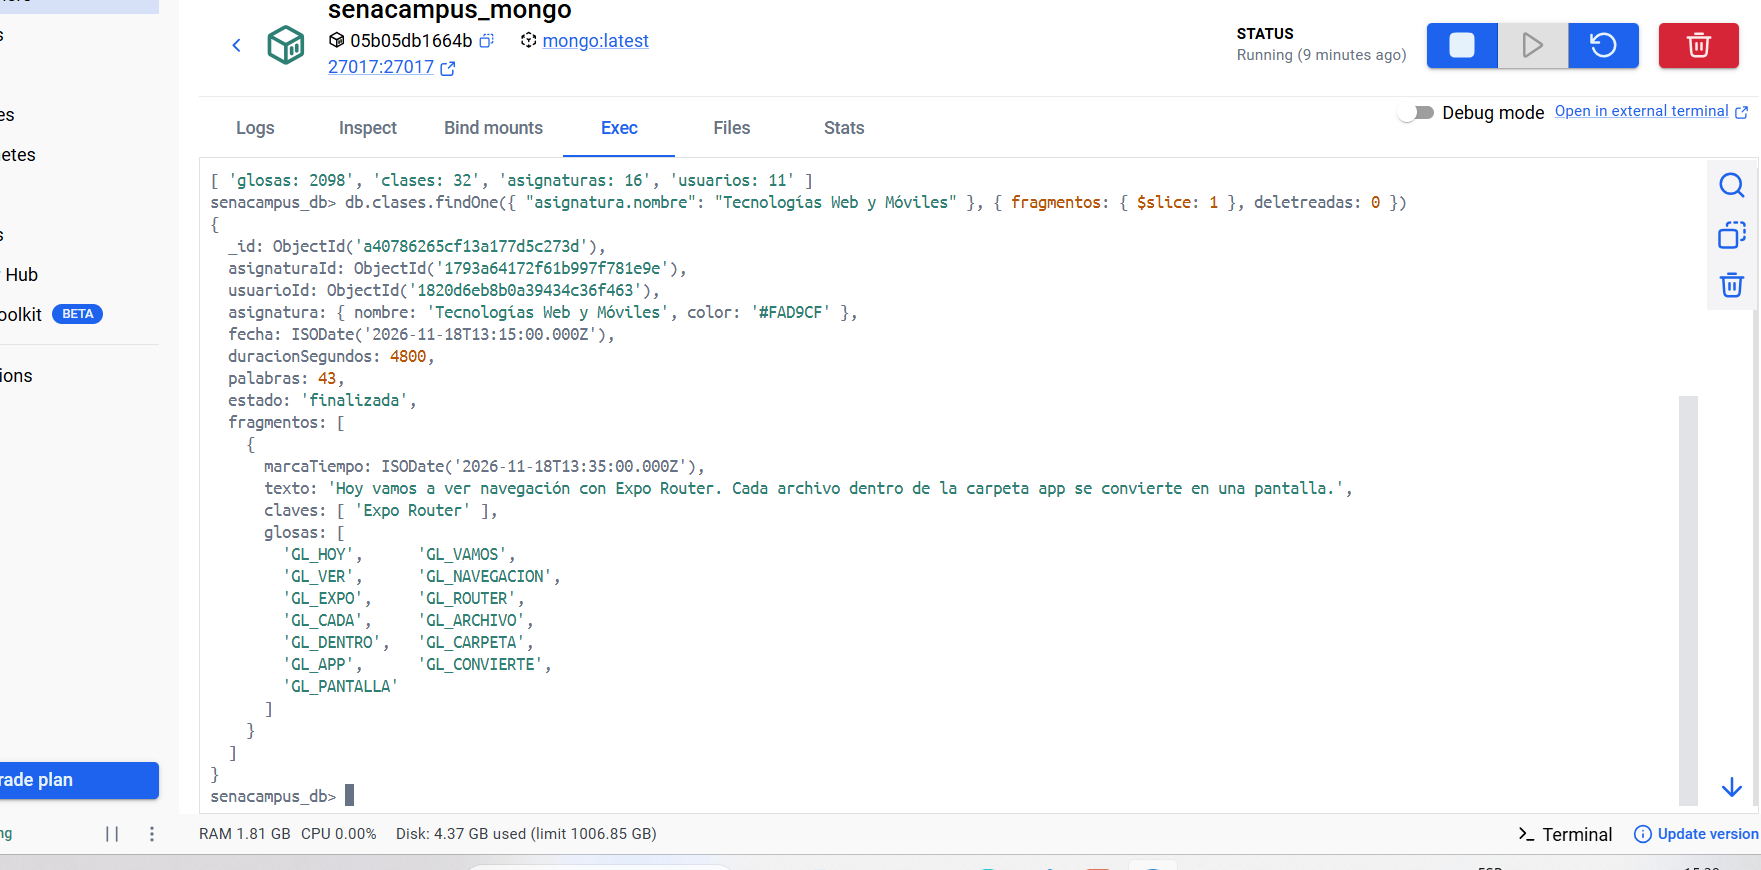 senacampus_mongo
05b05db1664b mongo:latest
27017:27017
STATUS
Running (9 minutes ago)
Logs Inspect Bind mounts Exec Files Stats
Debug mode Open in external terminal
es
etes
Hub
oolkit BETA
ions
rade plan
ng
[ 'glosas: 2098', 'clases: 32', 'asignaturas: 16', 'usuarios: 11' ]
senacampus_db> db.clases.findOne({ "asignatura.nombre": "Tecnologías Web y Móviles" }, { fragmentos: { $slice: 1 }, deletreadas: 0 })
{
_id: ObjectId('a40786265cf13a177d5c273d'),
asignaturaId: ObjectId('1793a64172f61b997f781e9e'),
usuarioId: ObjectId('1820d6eb8b0a39434c36f463'),
asignatura: { nombre: 'Tecnologías Web y Móviles', color: '#FAD9CF' },
fecha: ISODate('2026-11-18T13:15:00.000Z'),
duracionSegundos: 4800,
palabras: 43,
estado: 'finalizada',
fragmentos: [
{
marcaTiempo: ISODate('2026-11-18T13:35:00.000Z'),
texto: 'Hoy vamos a ver navegación con Expo Router. Cada archivo dentro de la carpeta app se convierte en una pantalla.',
claves: [ 'Expo Router' ],
glosas: [
'GL_HOY', 'GL_VAMOS',
'GL_VER', 'GL_NAVEGACION',
'GL_EXPO', 'GL_ROUTER',
'GL_CADA', 'GL_ARCHIVO',
'GL_DENTRO', 'GL_CARPETA',
'GL_APP', 'GL_CONVIERTE',
'GL_PANTALLA'
]
}
]
}
senacampus_db>
RAM 1.81 GB CPU 0.00% Disk: 4.37 GB used (limit 1006.85 GB)
Terminal Update version